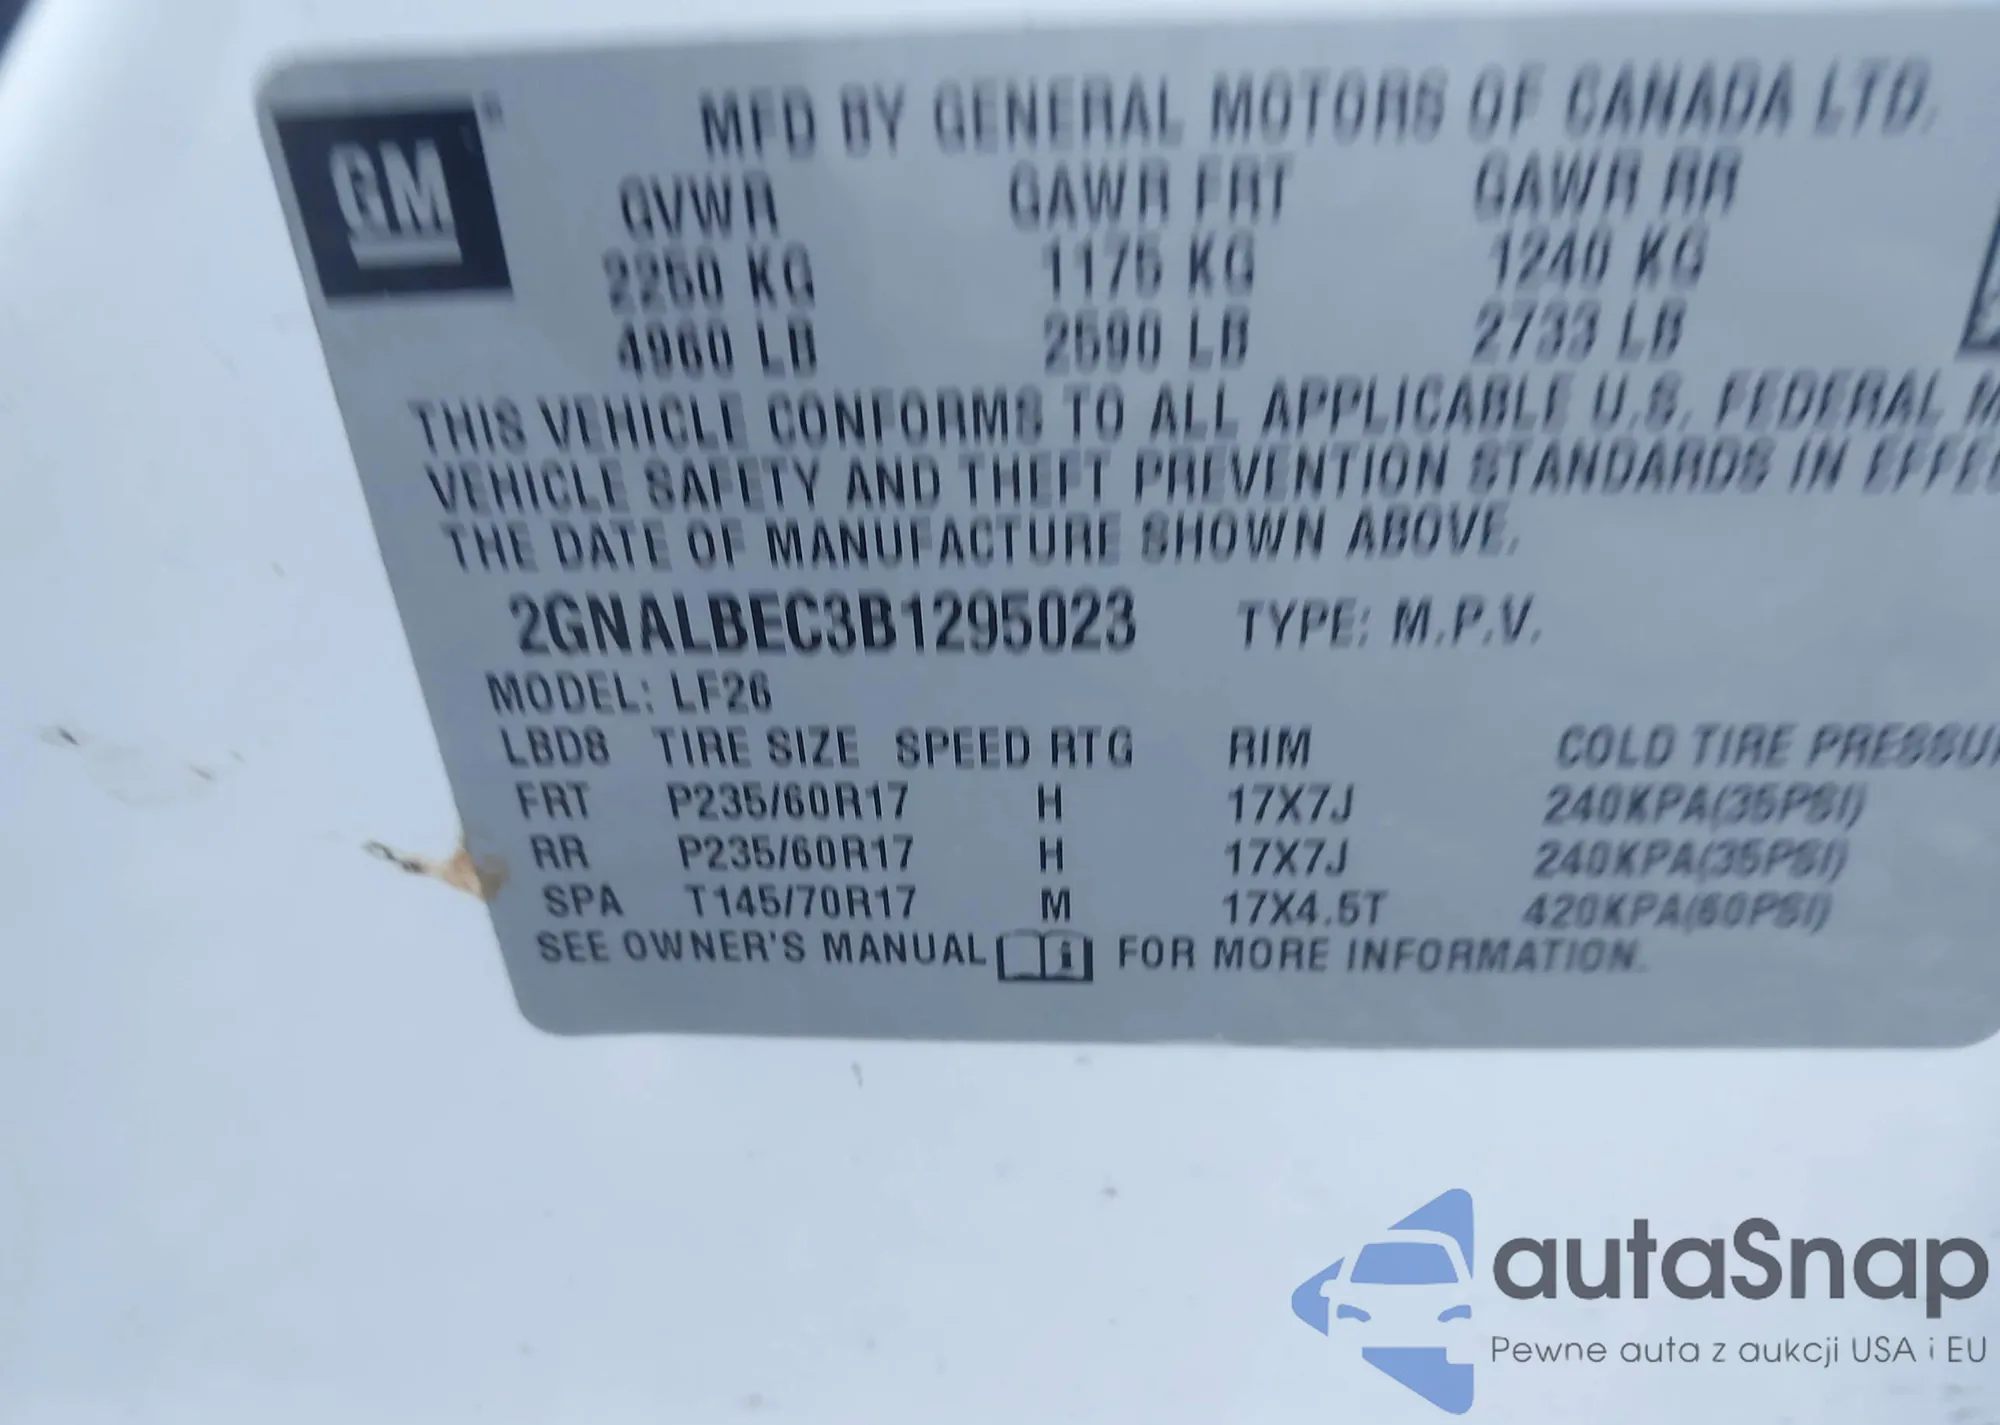 GM
MFD BY GENERAL MOTORS OF CANADA LTD.
GVWR GAWR FRT GAWR RR
2250 KG 1175 KG 1240 KG
4960 LB 2590 LB 2733 LB
THIS VEHICLE CONFORMS TO ALL APPLICABLE U.S. FEDERAL M
VEHICLE SAFETY AND THEFT PREVENTION STANDARDS IN EFFE
THE DATE OF MANUFACTURE SHOWN ABOVE.
2GNALBEC3B1295023 TYPE: M.P.V.
MODEL: LF26
LBD8 TIRE SIZE SPEED RTG RIM COLD TIRE PRESSU
FRT P235/60R17 H 17X7J 240KPA(35PSI)
RR P235/60R17 H 17X7J 240KPA(35PSI)
SPA T145/70R17 M 17X4.5T 420KPA(60PSI)
SEE OWNER'S MANUAL i FOR MORE INFORMATION.
autaSnap
Pewne auta z aukcji USA i EU